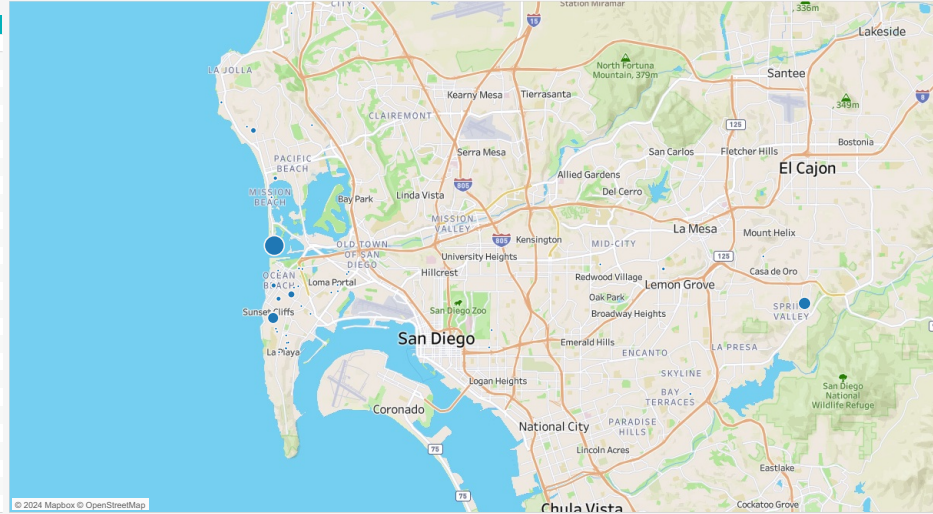 CITY
Station Miramar
15
336m
Lakeside
LA JOLLA
North Fortuna
Mountain, 379m
Santee
8
Kearny Mesa
Tierrasanta
349m
CLAIREMONT
125
Bostonia
Serra Mesa
San Carlos
Fletcher Hills
PACIFIC
BEACH
El Cajon
Allied Gardens
805
Del Cerro
MISSION
BEACH
Bay Park
Linda Vista
MISSION
VALLEY
La Mesa
Mount Helix
OLD TOWN
OF SAN
DIEGO
805
Kensington
MID-CITY
University Heights
125
OCEAN
BEACH
Loma Portal
Hillcrest
Redwood Village
Lemon Grove
Casa de Oro
Oak Park
Sunset Cliffs
San Diego Zoo
Broadway Heights
SPRING
VALLEY
San Diego
Emerald Hills
La Playa
ENCANTO
LA PRESA
SKYLINE
Logan Heights
BAY
TERRACES
San Diego
National
Wildlife Refuge
Coronado
National City
PARADISE
HILLS
75
Lincoln Acres
Eastlake
75
Chula Vista
Cockatoo Grove
© 2024 Mapbox © OpenStreetMap